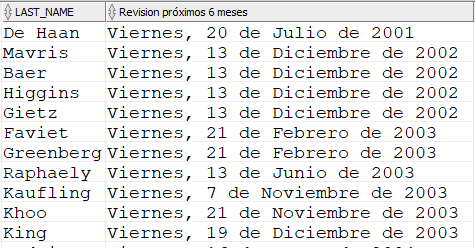 LAST_NAME Revision próximos 6 meses
De Haan Viernes, 20 de Julio de 2001
Mavris Viernes, 13 de Diciembre de 2002
Baer Viernes, 13 de Diciembre de 2002
Higgins Viernes, 13 de Diciembre de 2002
Gietz Viernes, 13 de Diciembre de 2002
Faviet Viernes, 21 de Febrero de 2003
Greenberg Viernes, 21 de Febrero de 2003
Raphaely Viernes, 13 de Junio de 2003
Kaufling Viernes, 7 de Noviembre de 2003
Khoo Viernes, 21 de Noviembre de 2003
King Viernes, 19 de Diciembre de 2003